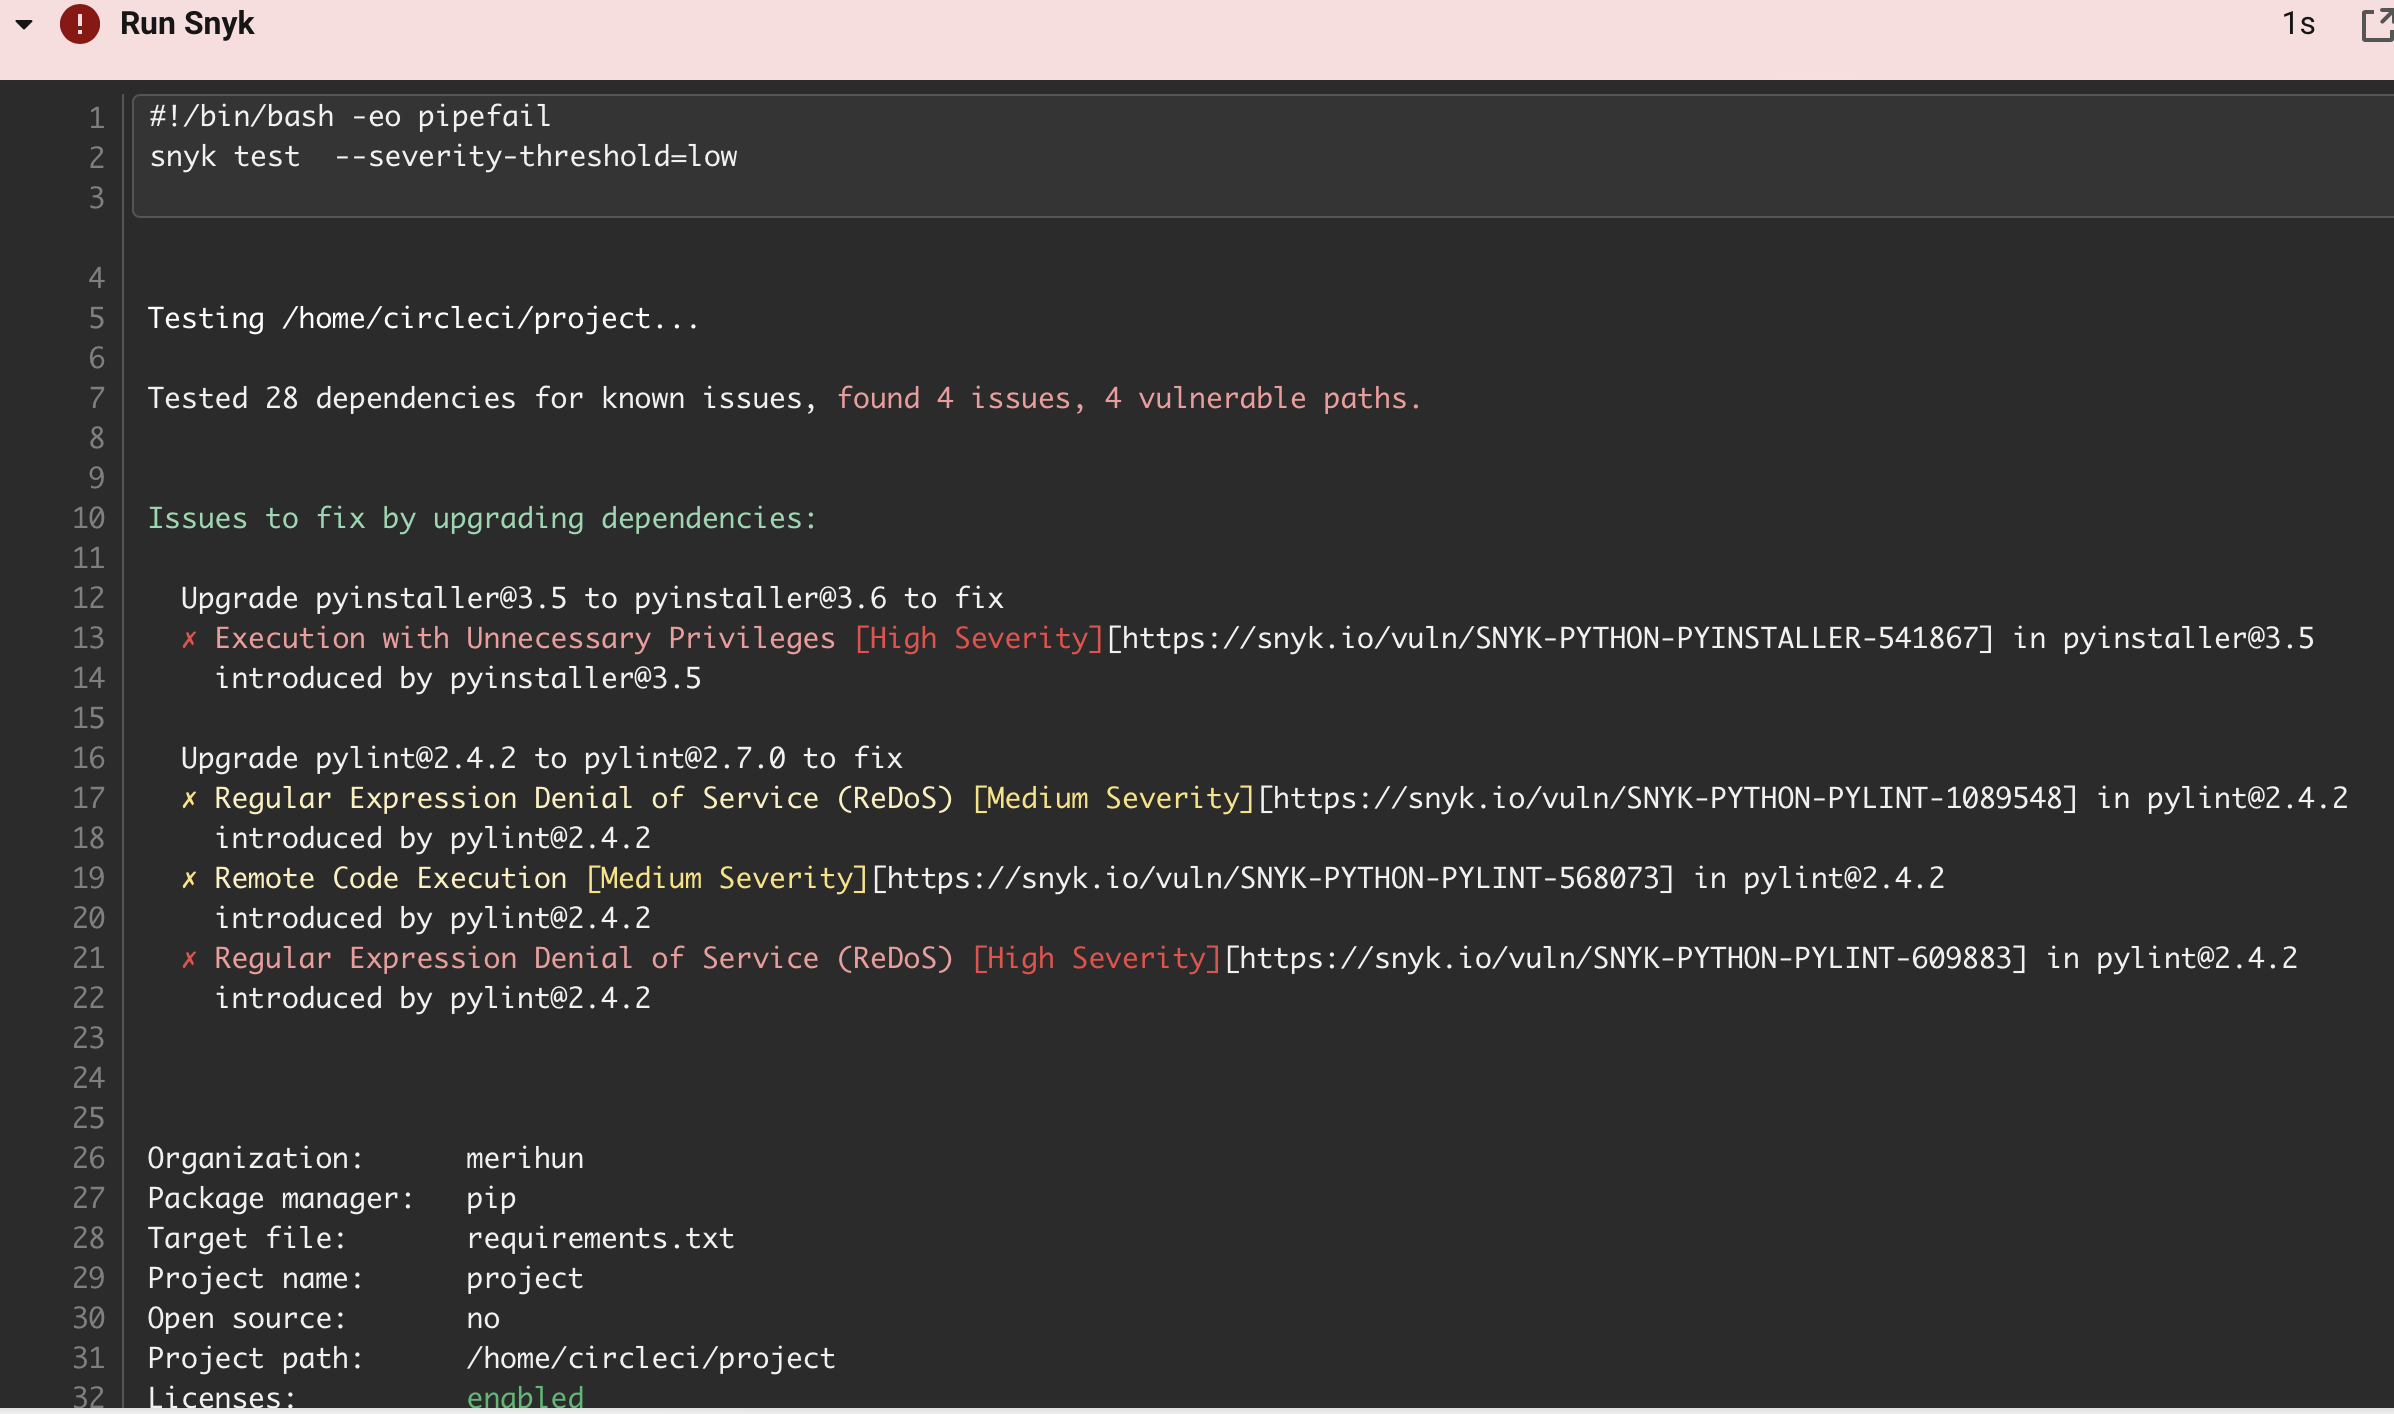 Run Snyk 1s
1 #!/bin/bash -eo pipefail
2 snyk test  --severity-threshold=low
3
4
5 Testing /home/circleci/project...
6
7 Tested 28 dependencies for known issues, found 4 issues, 4 vulnerable paths.
8
9
10 Issues to fix by upgrading dependencies:
11
12 Upgrade pyinstaller@3.5 to pyinstaller@3.6 to fix
13 ✗ Execution with Unnecessary Privileges [High Severity][https://snyk.io/vuln/SNYK-PYTHON-PYINSTALLER-541867] in pyinstaller@3.5
14 introduced by pyinstaller@3.5
15
16 Upgrade pylint@2.4.2 to pylint@2.7.0 to fix
17 ✗ Regular Expression Denial of Service (ReDoS) [Medium Severity][https://snyk.io/vuln/SNYK-PYTHON-PYLINT-1089548] in pylint@2.4.2
18 introduced by pylint@2.4.2
19 ✗ Remote Code Execution [Medium Severity][https://snyk.io/vuln/SNYK-PYTHON-PYLINT-568073] in pylint@2.4.2
20 introduced by pylint@2.4.2
21 ✗ Regular Expression Denial of Service (ReDoS) [High Severity][https://snyk.io/vuln/SNYK-PYTHON-PYLINT-609883] in pylint@2.4.2
22 introduced by pylint@2.4.2
23
24
25
26 Organization: merihun
27 Package manager: pip
28 Target file: requirements.txt
29 Project name: project
30 Open source: no
31 Project path: /home/circleci/project
32 Licenses: enabled